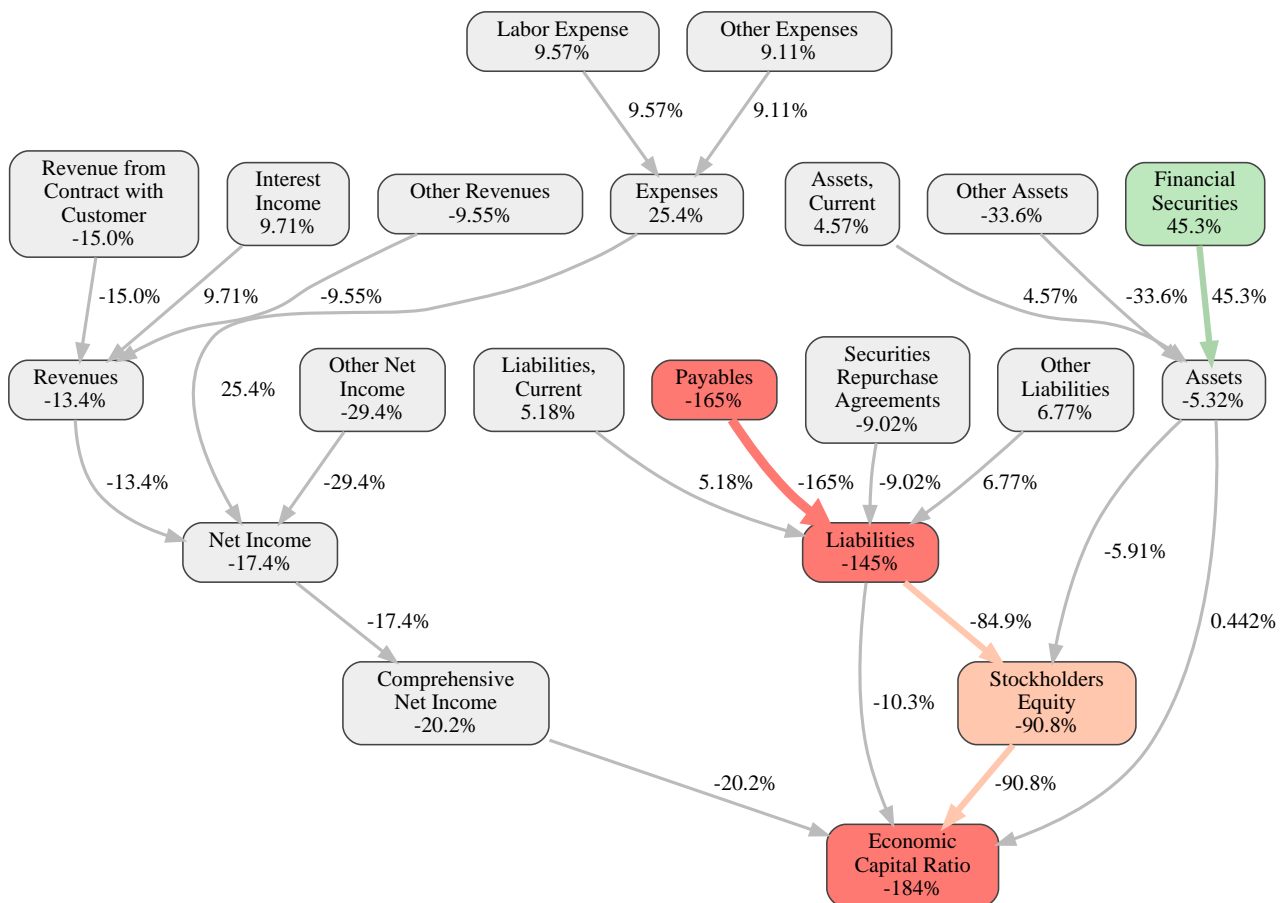 Labor Expense
9.57%
Other Expenses
9.11%
9.57%
9.11%
Revenue from
Contract with
Customer
-15.0%
Interest
Income
9.71%
Other Revenues
-9.55%
Expenses
25.4%
Assets,
Current
4.57%
Other Assets
-33.6%
Financial
Securities
45.3%
-15.0%
9.71%
-9.55%
4.57%
-33.6%
45.3%
Revenues
-13.4%
25.4%
Other Net
Income
-29.4%
Liabilities,
Current
5.18%
Payables
-165%
Securities
Repurchase
Agreements
-9.02%
Other
Liabilities
6.77%
Assets
-5.32%
-13.4%
-29.4%
5.18%
-165%
-9.02%
6.77%
Net Income
-17.4%
Liabilities
-145%
-5.91%
-17.4%
-84.9%
0.442%
Comprehensive
Net Income
-20.2%
-10.3%
Stockholders
Equity
-90.8%
-20.2%
-90.8%
Economic
Capital Ratio
-184%